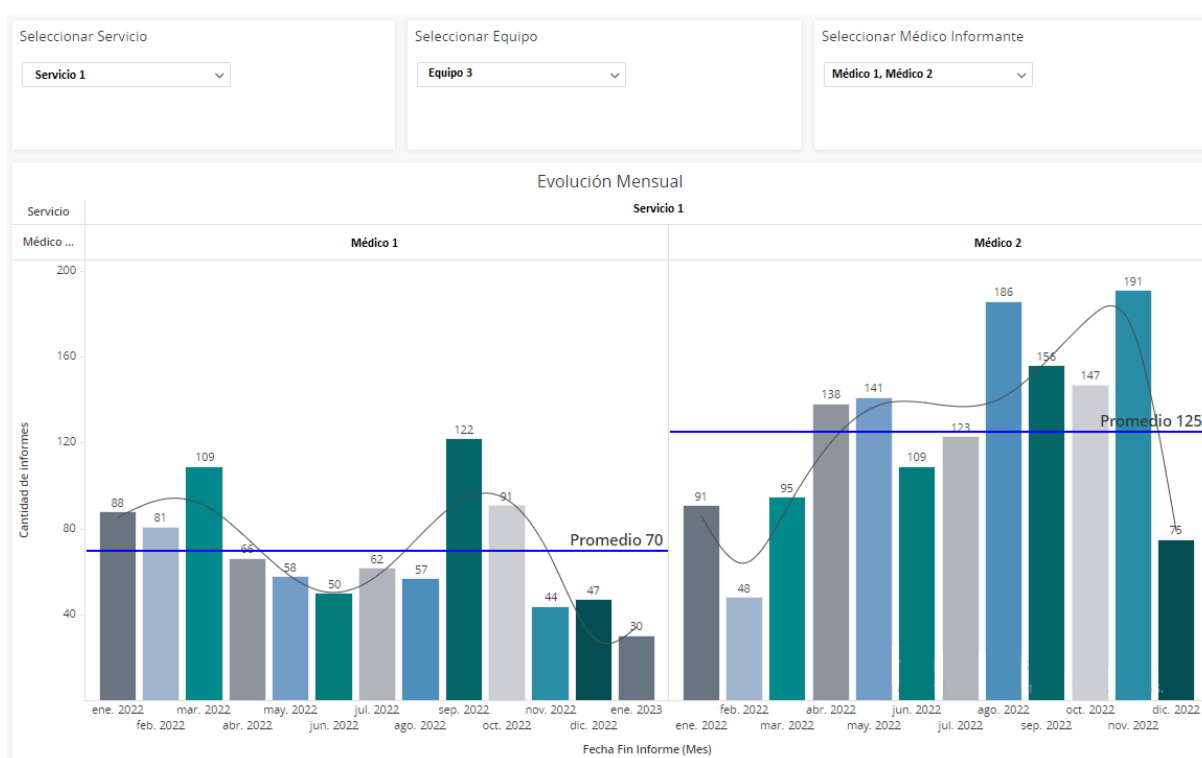 Seleccionar Servicio
Servicio 1
Seleccionar Equipo
Equipo 3
Seleccionar Médico Informante
Médico 1, Médico 2
Evolución Mensual
Servicio
Servicio 1
Médico ...
Médico 1
Médico 2
Cantidad de informes
200
160
120
80
40
88
81
109
66
58
50
62
57
122
91
44
47
30
Promedio 70
91
48
95
138
141
109
123
186
156
147
191
75
Promedio 125
ene. 2022
feb. 2022
mar. 2022
abr. 2022
may. 2022
jun. 2022
jul. 2022
ago. 2022
sep. 2022
oct. 2022
nov. 2022
dic. 2022
ene. 2023
ene. 2022
feb. 2022
mar. 2022
abr. 2022
may. 2022
jun. 2022
jul. 2022
ago. 2022
sep. 2022
oct. 2022
nov. 2022
dic. 2022
Fecha Fin Informe (Mes)